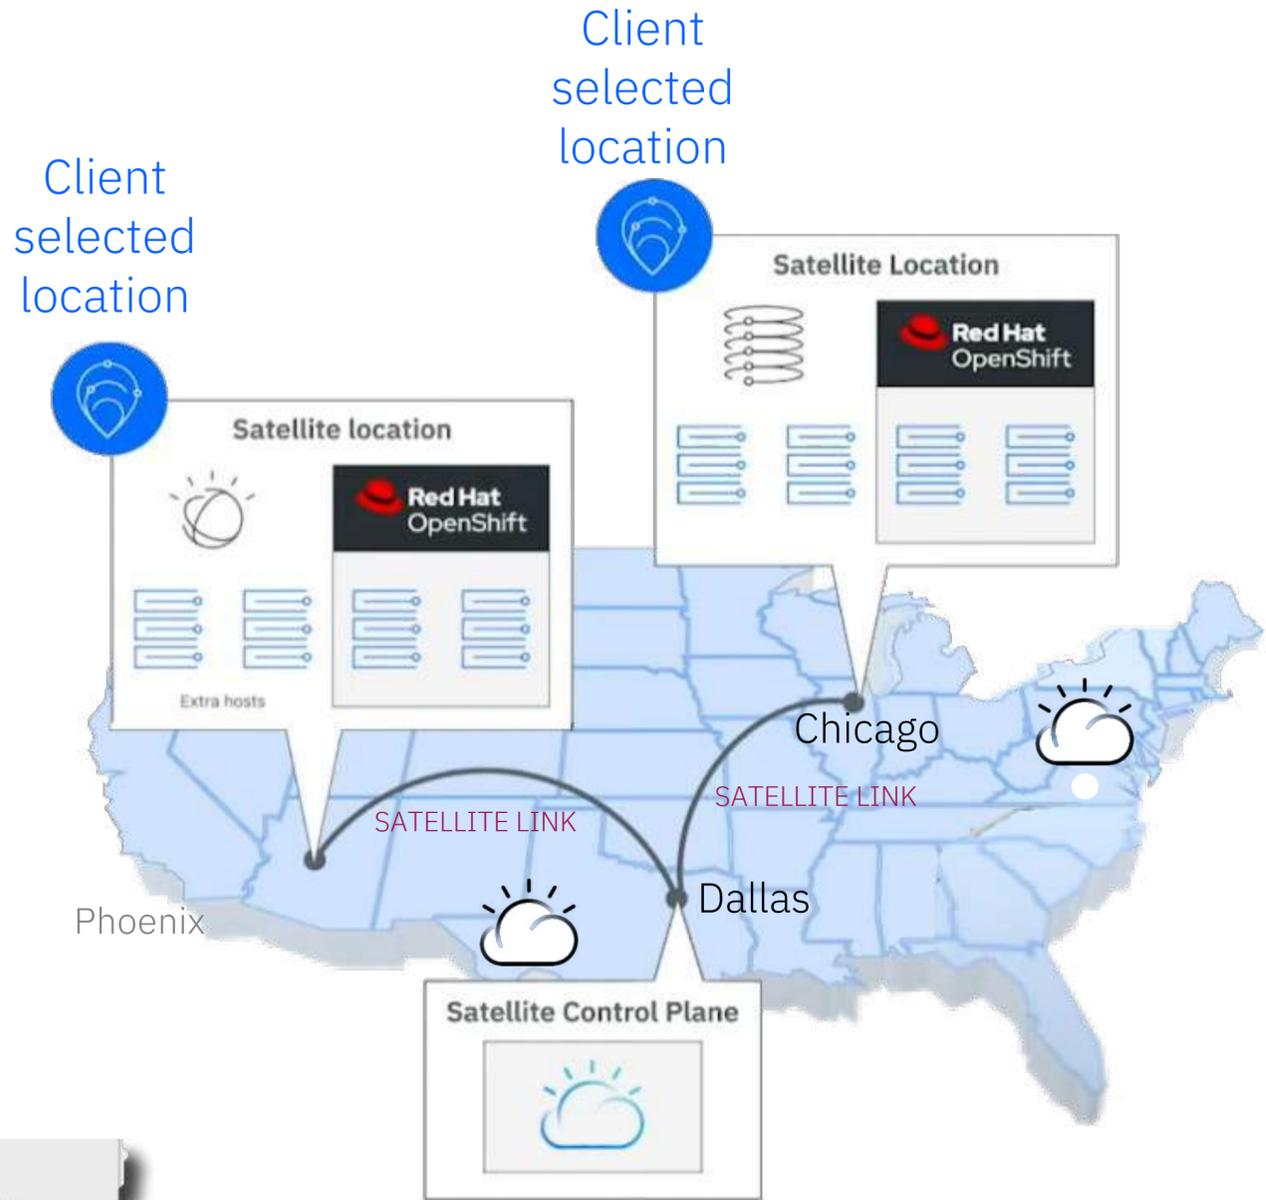 Client
selected
location
Client
selected
location
Satellite Location
Red Hat
OpenShift
Satellite location
Red Hat
OpenShift
Extra hosts
Chicago
SATELLITE LINK
SATELLITE LINK
Dallas
Phoenix
Satellite Control Plane